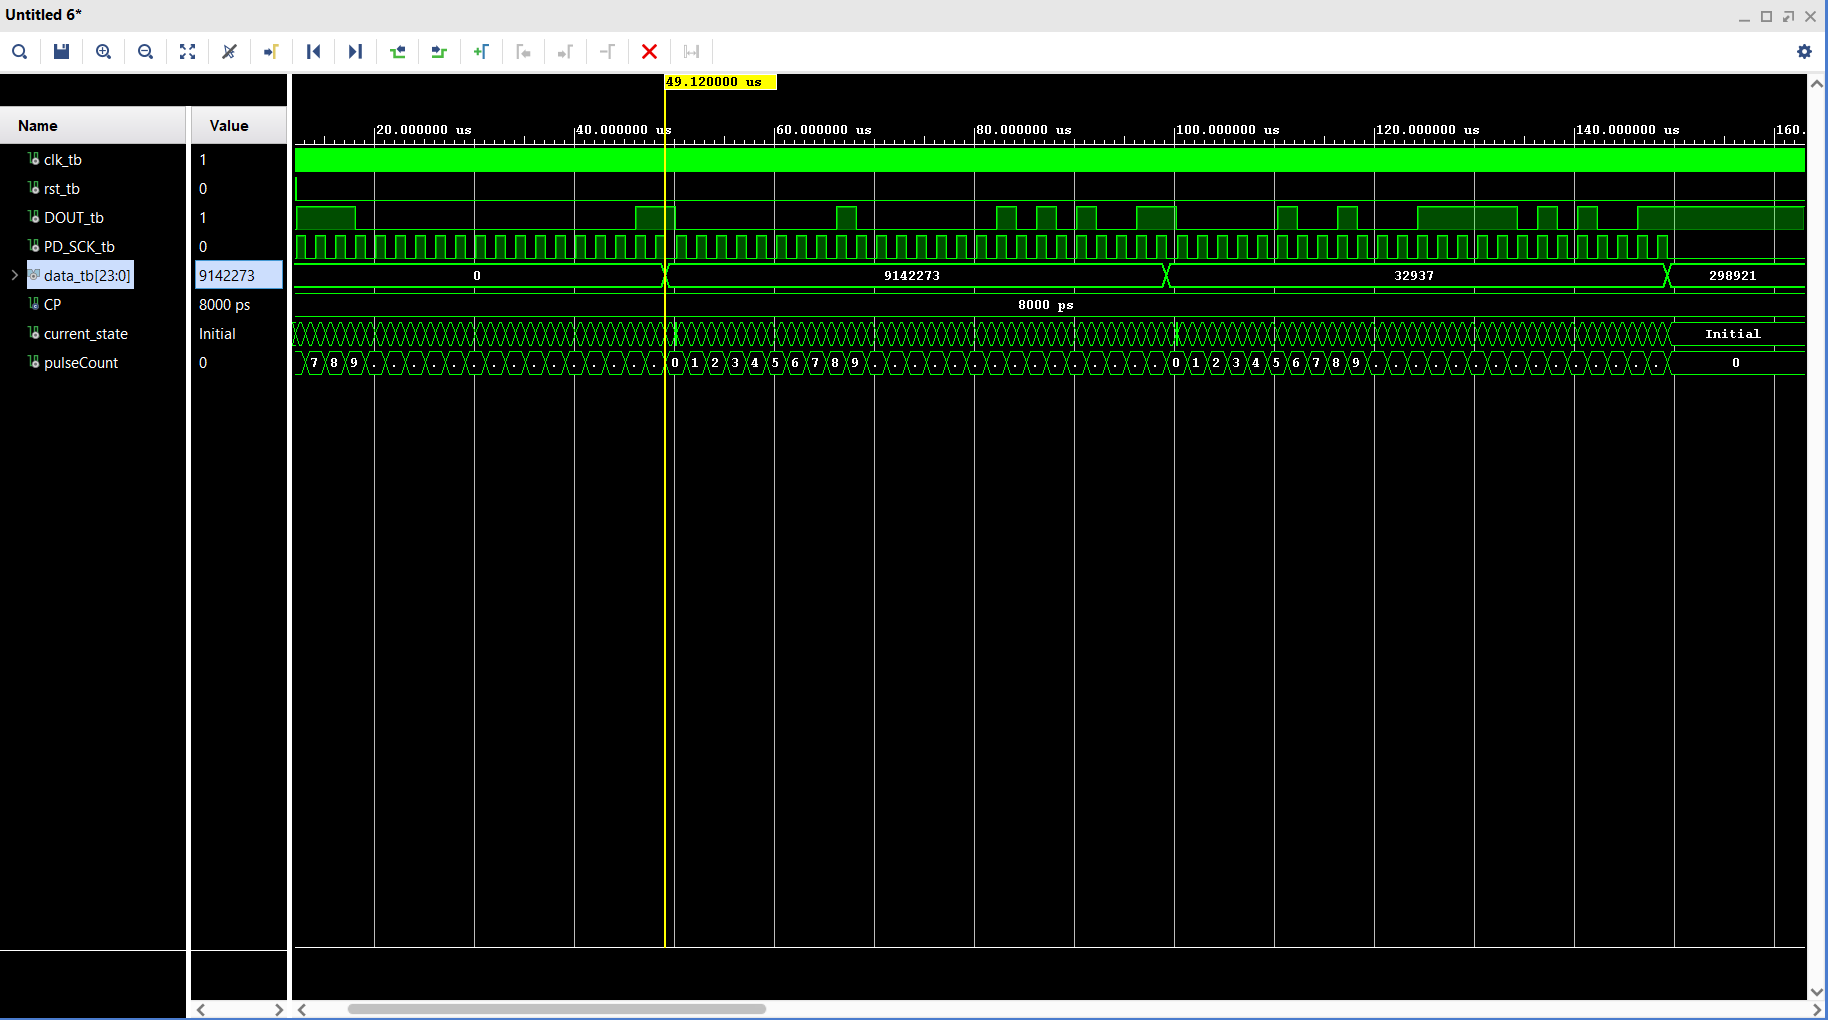 Untitled 6*
49.120000 us
Name Value
20.000000 us 40.000000 us 60.000000 us 80.000000 us 100.000000 us 120.000000 us 140.000000 us 160.
clk_tb 1
rst_tb 0
DOUT_tb 1
PD_SCK_tb 0
data_tb[23:0] 9142273 0 9142273 32937 298921
CP 8000 ps 8000 ps
current_state Initial Initial
pulseCount 0 7 8 9 . . . . . . . . . . . . . . . 0 1 2 3 4 5 6 7 8 9 . . . . . . . . . . . . . . . 0 1 2 3 4 5 6 7 8 9 . . . . . . . . . . . . . . . 0